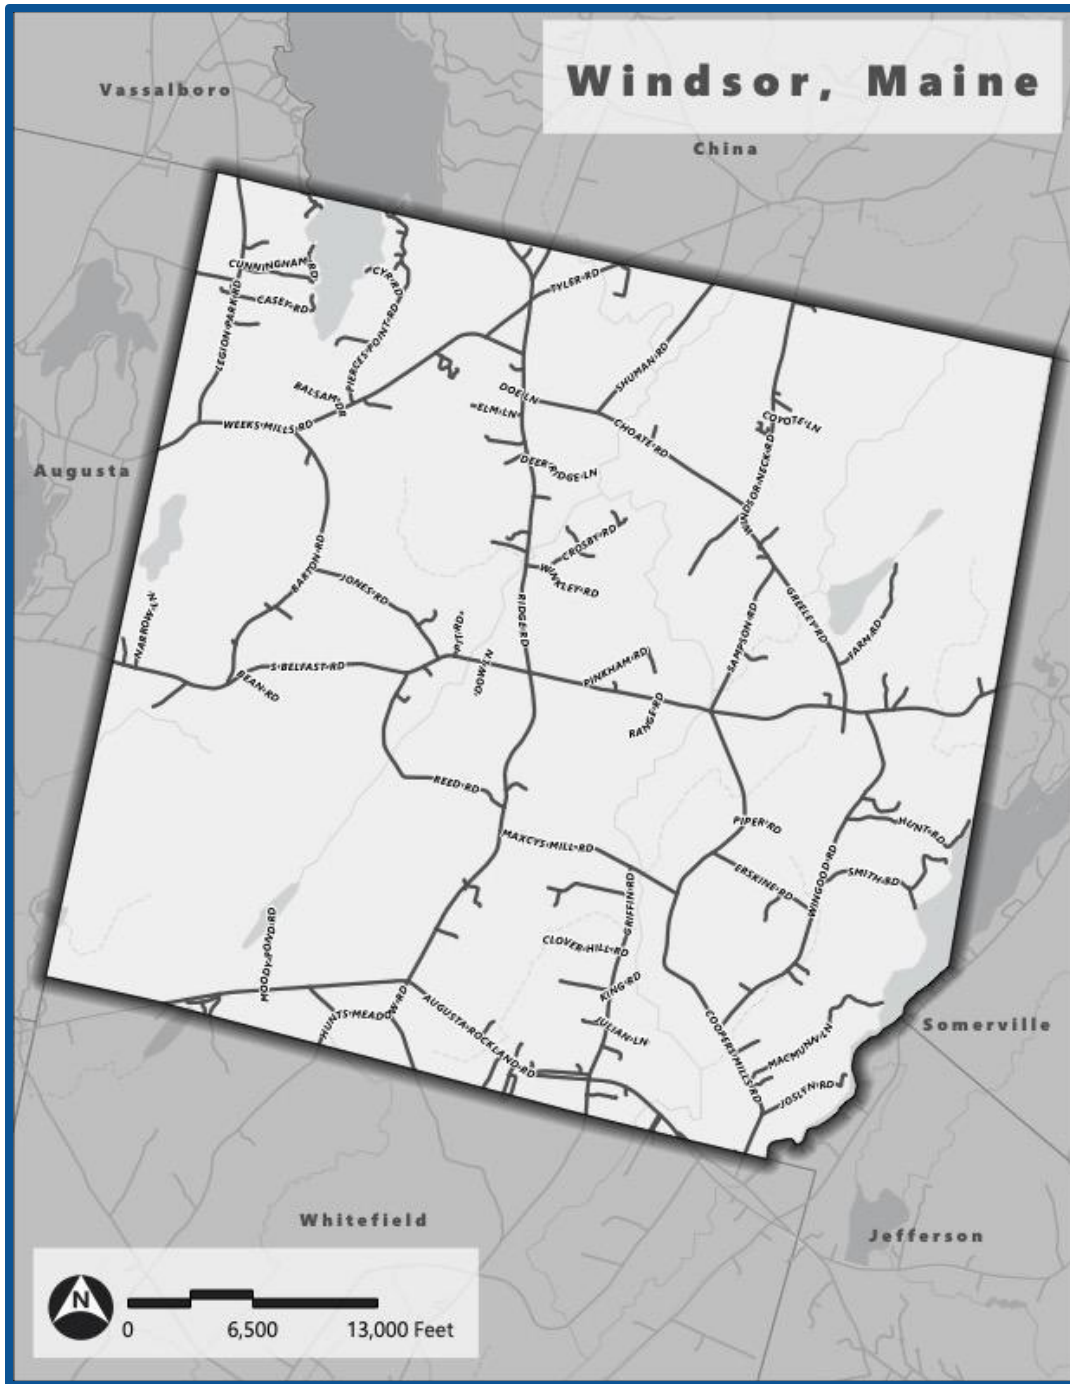 Windsor, Maine
Vassalboro
China
CUNNINGHAM RD
CYR RD
TYLER RD
CASEY RD
LEGION PARK RD
PIERCES POINT RD
SHUMAN RD
BALSAM DR
DOE LN
ELM LN
COYOTE LN
WEEKS MILLS RD
CHOATE RD
Augusta
DEER RIDGE LN
WINDSOR NECK RD
CROSBY RD
WINKLEY RD
BARTON RD
JONES RD
NARROW LN
RIDGE RD
PIT RD
GREELEY RD
SAMPSON RD
YARM RD
S BELFAST RD
DOW LN
PINKHAM RD
BEAN RD
RANGE RD
REED RD
PIPER RD
HUNT RD
MAXCYS MILL RD
ERSKINE RD
WINGOOD RD
SMITH RD
GRIFFIN RD
MOODY POND RD
CLOVER HILL RD
KING RD
HUNTS MEADOW RD
AUGUSTA ROCKLAND RD
JULIAN LN
COOPERS MILLS RD
MACMUNN LN
Somerville
JOSLYN RD
Whitefield
Jefferson
N
0 6,500 13,000 Feet